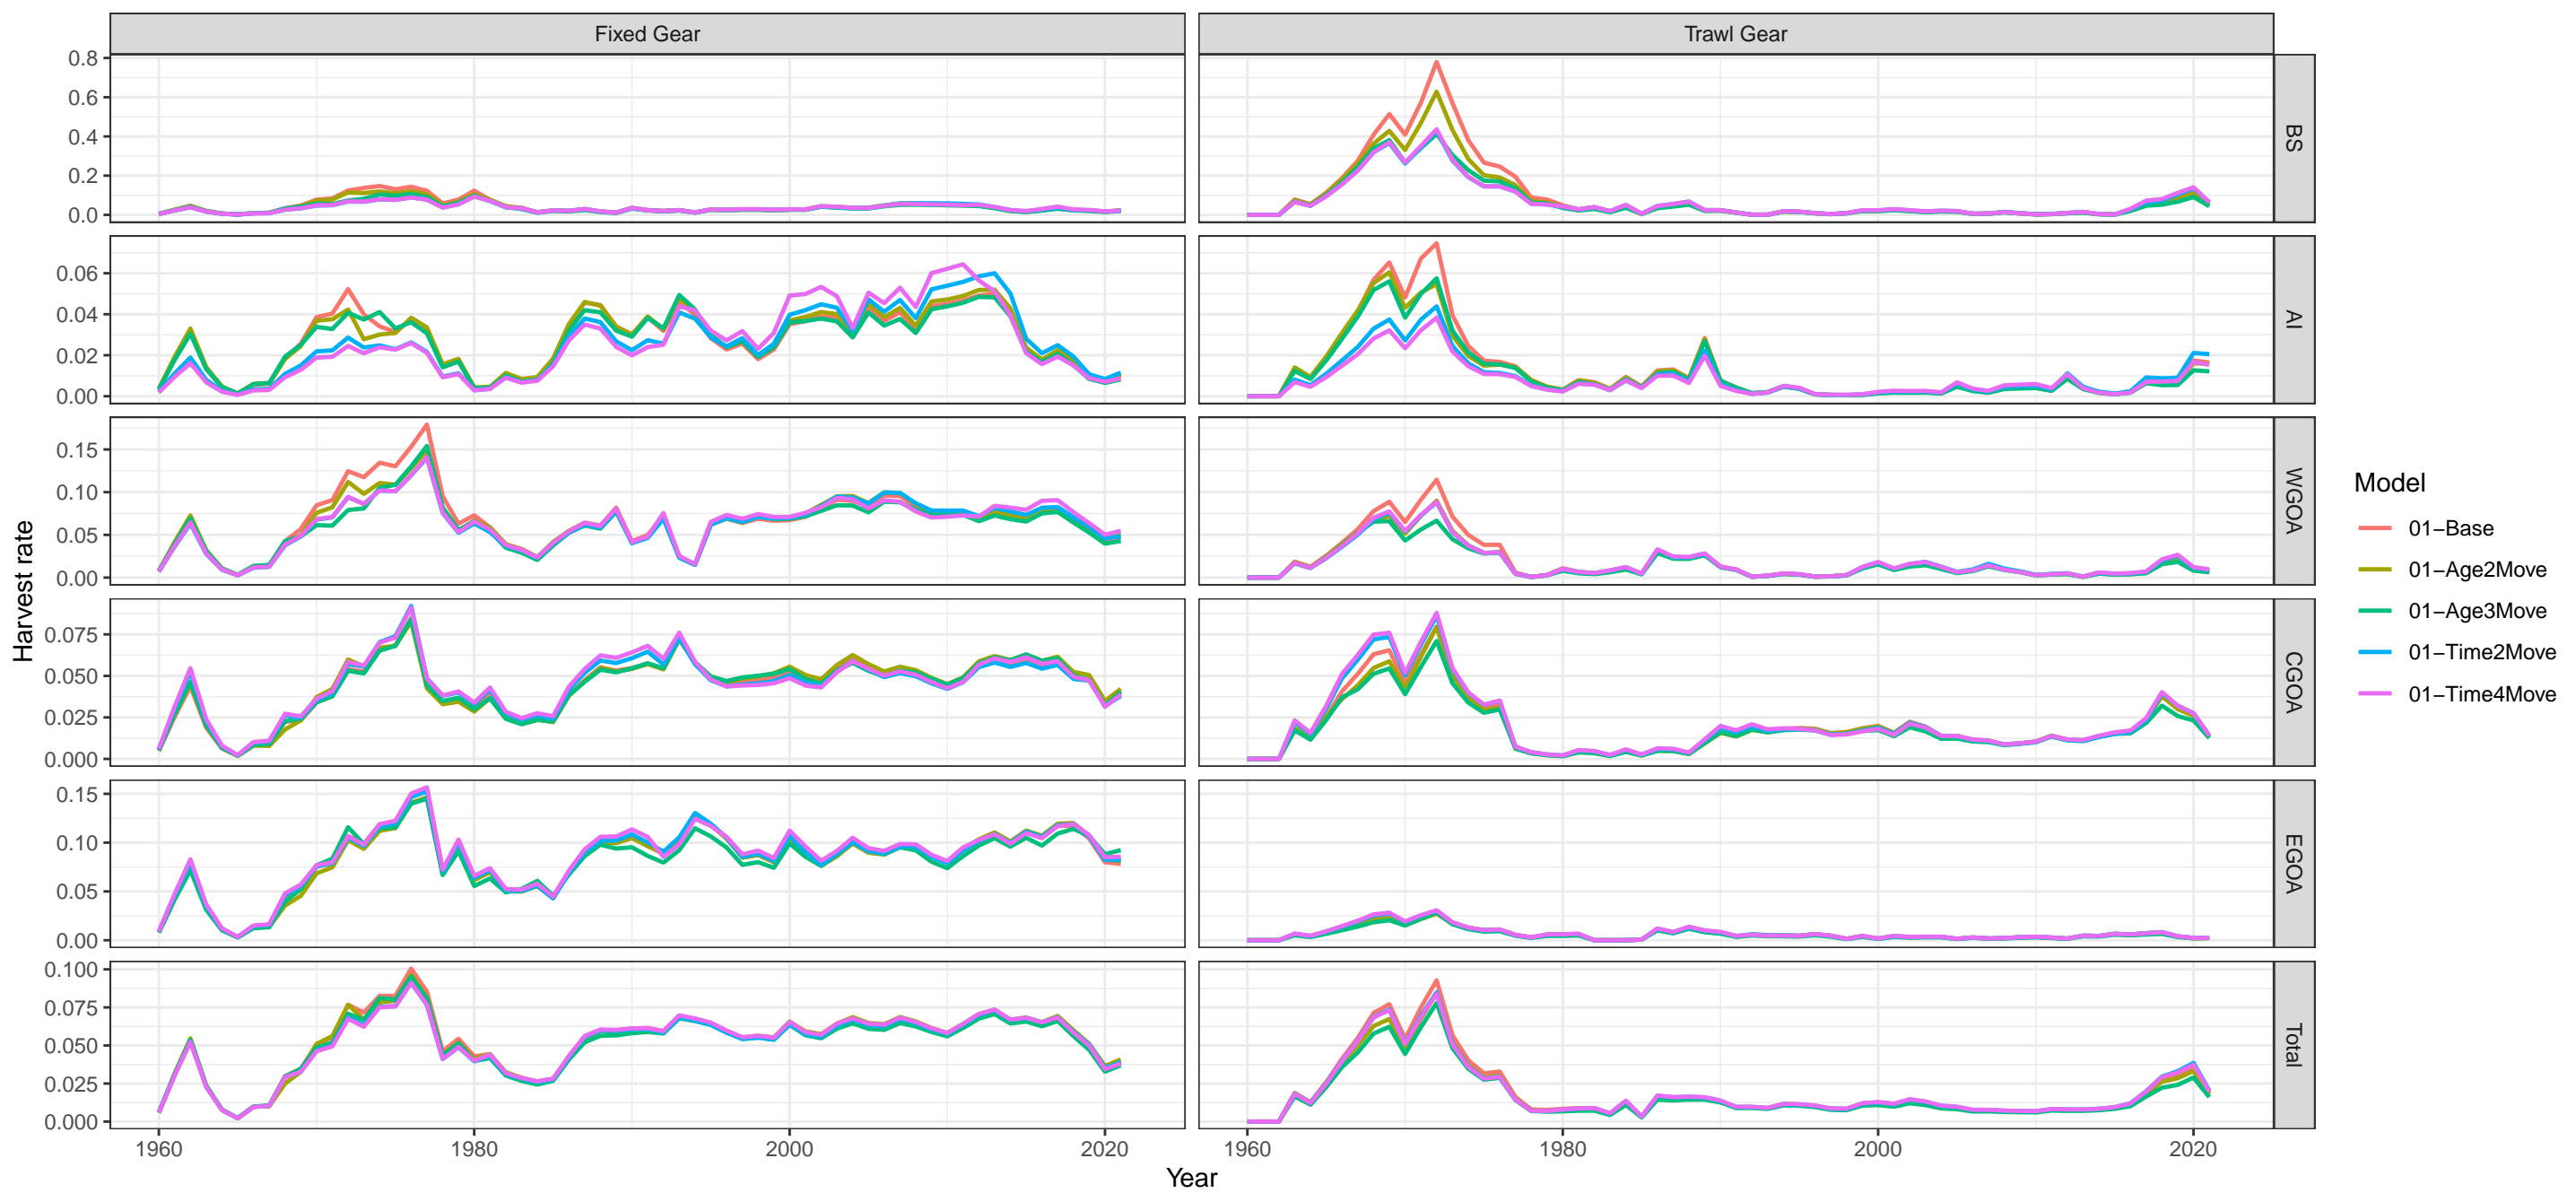 Fixed Gear
Trawl Gear
0.8
0.6
0.4
0.2
0.0
BS
0.06
0.04
0.02
0.00
AI
0.15
0.10
0.05
0.00
WGOA
0.075
0.050
0.025
0.000
CGOA
0.15
0.10
0.05
0.00
EGOA
0.100
0.075
0.050
0.025
0.000
Total
1960 1980 2000 2020
1960 1980 2000 2020
Year
Harvest rate
Model
01−Base
01−Age2Move
01−Age3Move
01−Time2Move
01−Time4Move